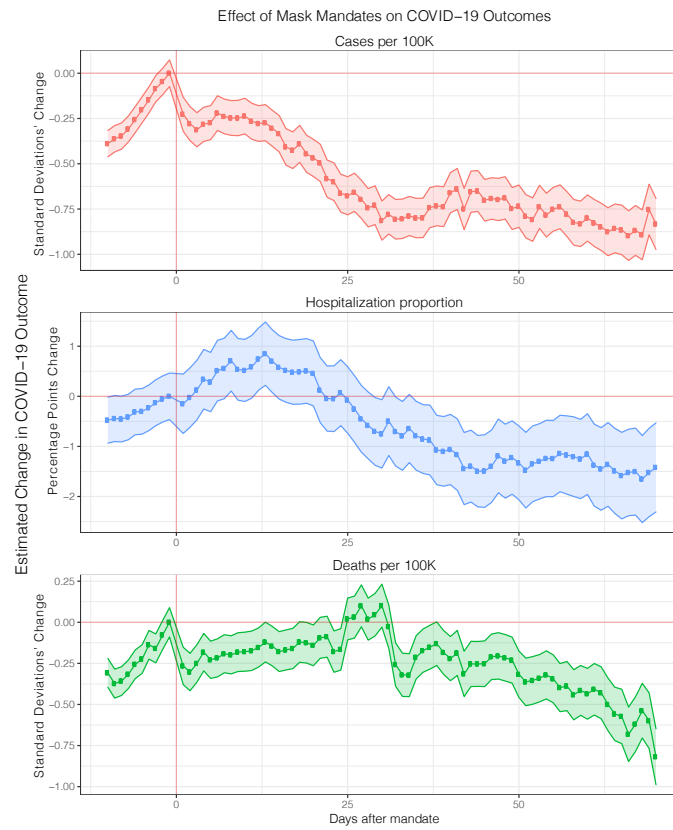 Effect of Mask Mandates on COVID−19 Outcomes
Estimated Change in COVID−19 Outcome
Cases per 100K
Standard Deviations' Change
0.00
−0.25
−0.50
−0.75
−1.00
0 25 50
Hospitalization proportion
Percentage Points Change
1
0
−1
−2
0 25 50
Deaths per 100K
Standard Deviations' Change
0.25
0.00
−0.25
−0.50
−0.75
−1.00
0 25 50
Days after mandate